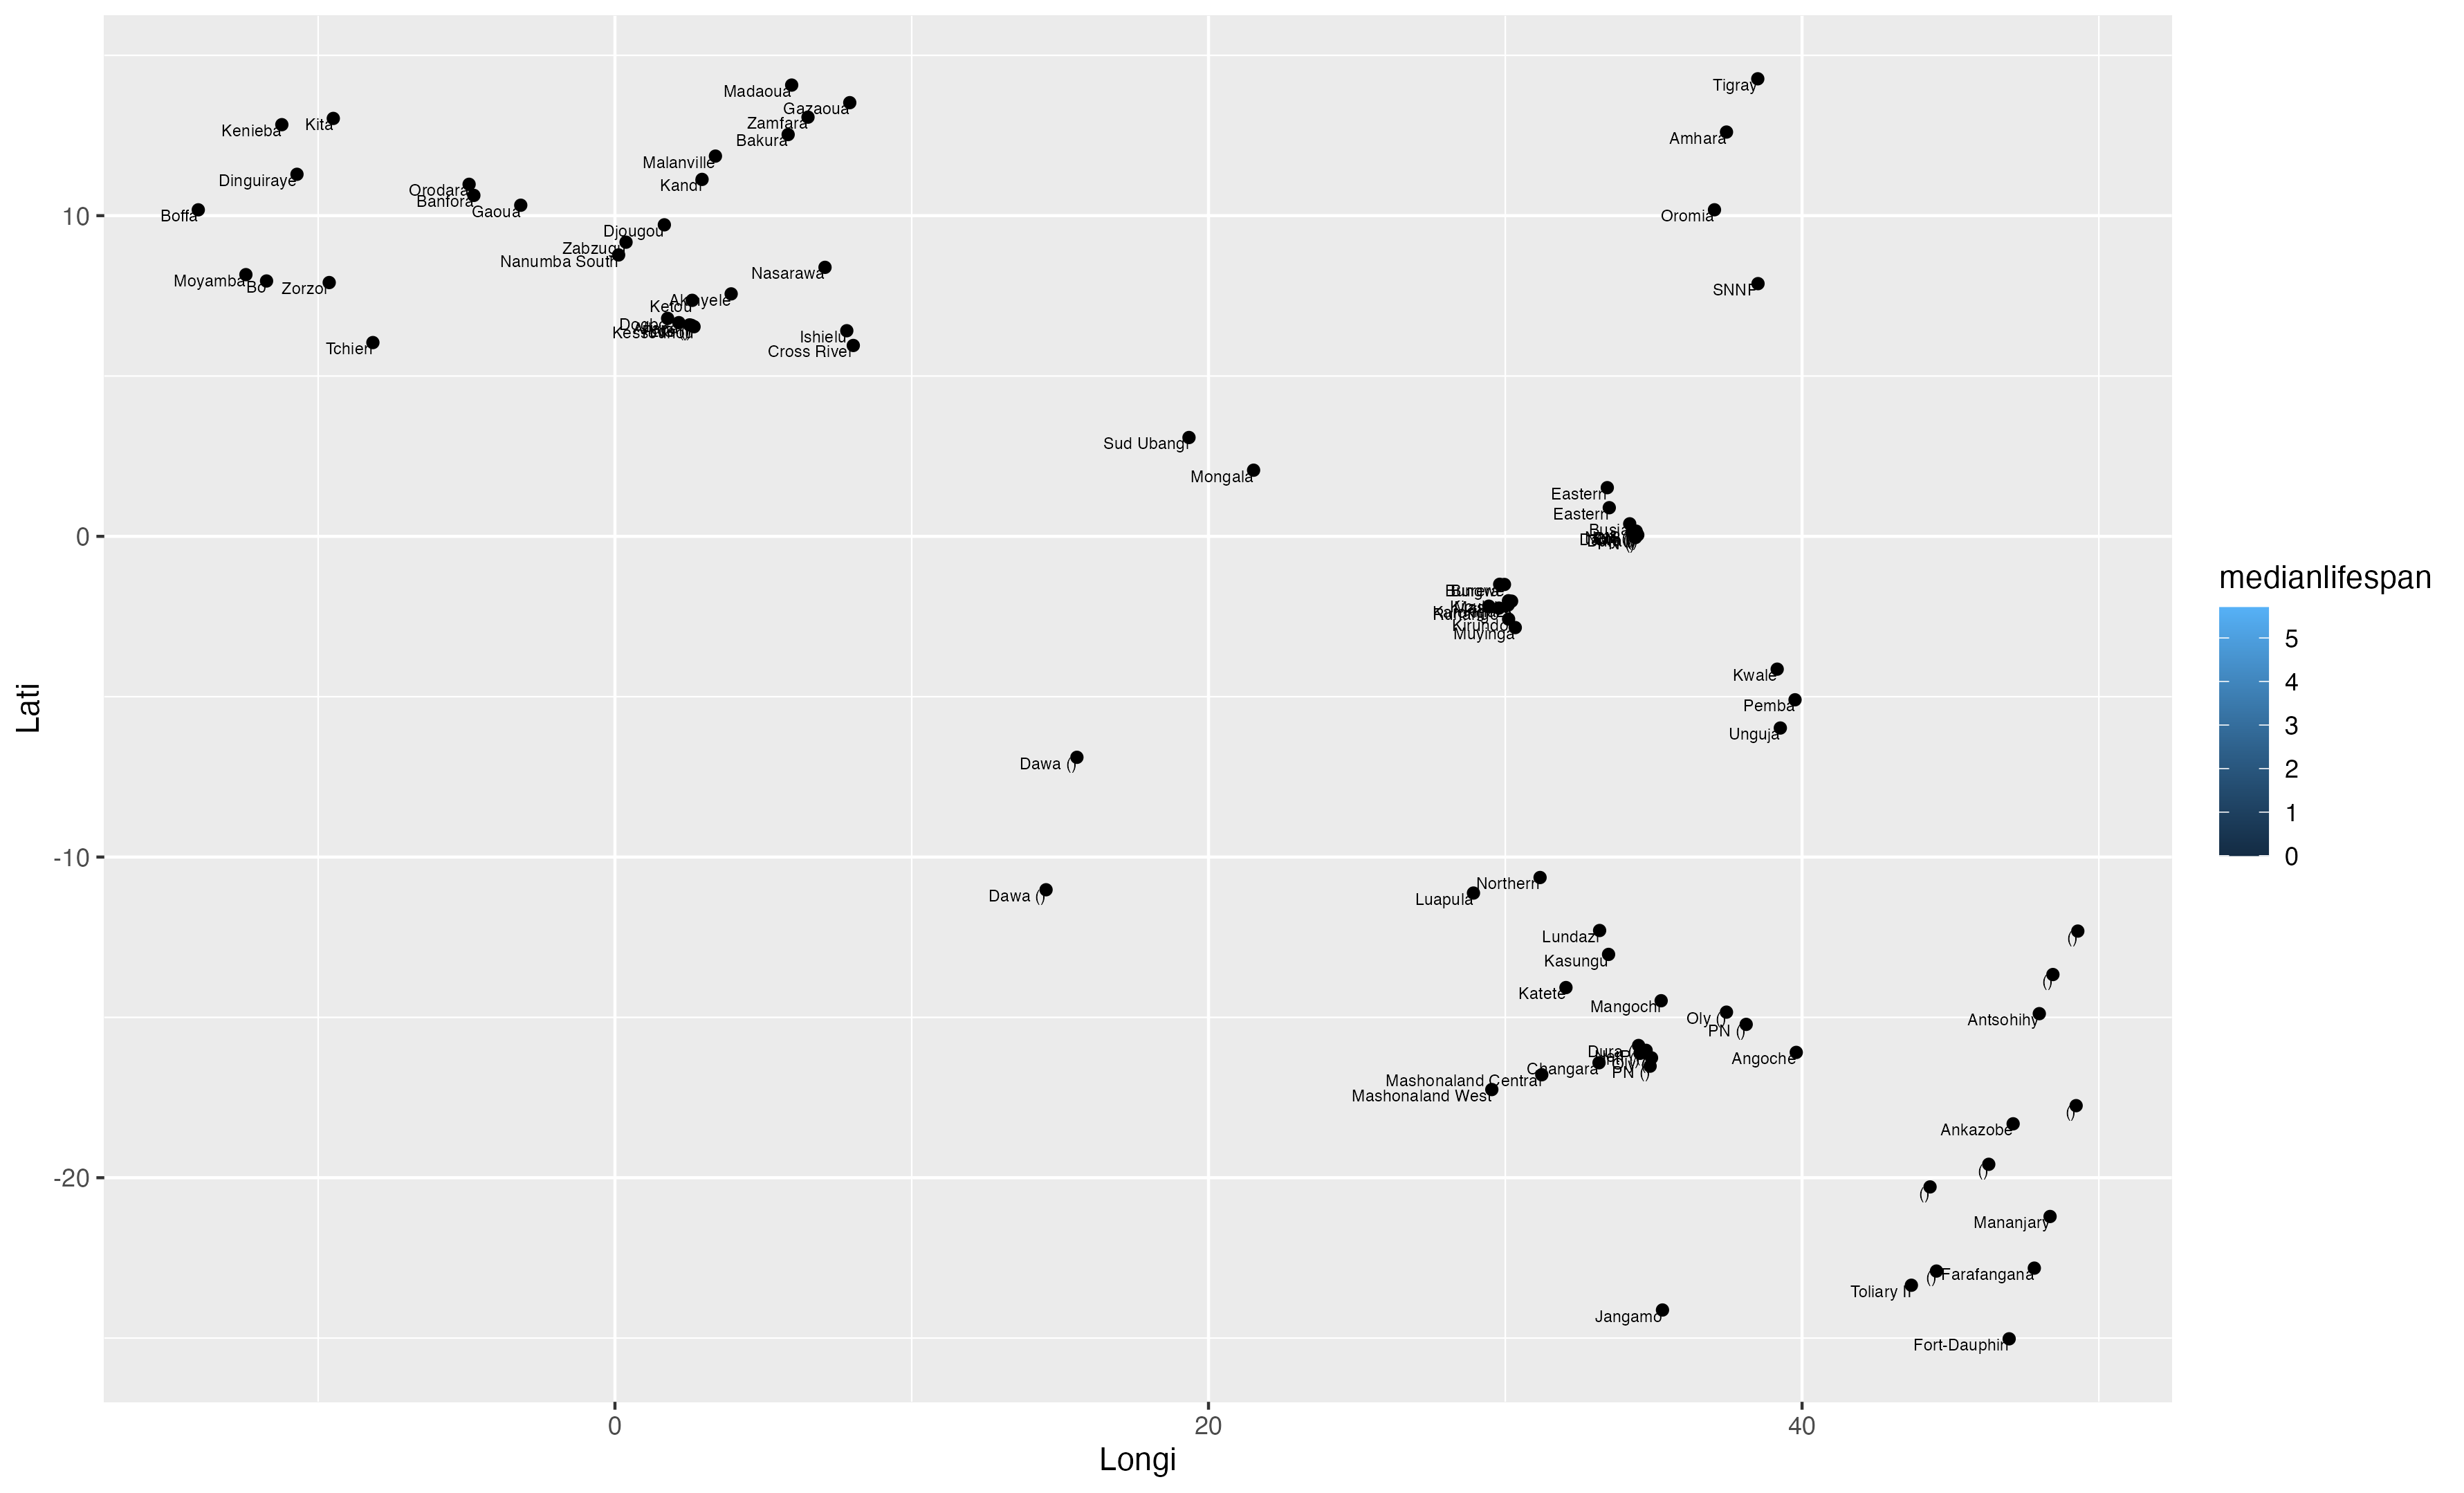 Tigray
Madaoua
Gazaoua
Zamfara
Kita
Kenieba
Amhara
Bakura
Malanville
Dinguiraye
Kandi
Orodara
Banfora
Gaoua
Boffa
10
Oromia
Djougou
Zabzugu
Nanumba South
Nasarawa
Moyamba
Bo
Zorzor
SNNP
Akinyele
Ketou
Ishielu
Cross River
Tchien
Sud Ubangi
Mongala
Eastern
Eastern
Busia
0
Kirundo
Muyinga
Kwale
Pemba
Unguja
Dawa ()
-10
Northern
Dawa ()
Luapula
Lundazi
()
Kasungu
()
Katete
Mangochi
Oly ()
Antsohihy
PN ()
Angoche
Changara
PN ()
Mashonaland Central
Mashonaland West
()
Ankazobe
()
-20
()
Mananjary
()
Farafangana
Toliary II
Jangamo
Fort-Dauphin
0
20
40
Longi
Lati
medianlifespan
5
4
3
2
1
0